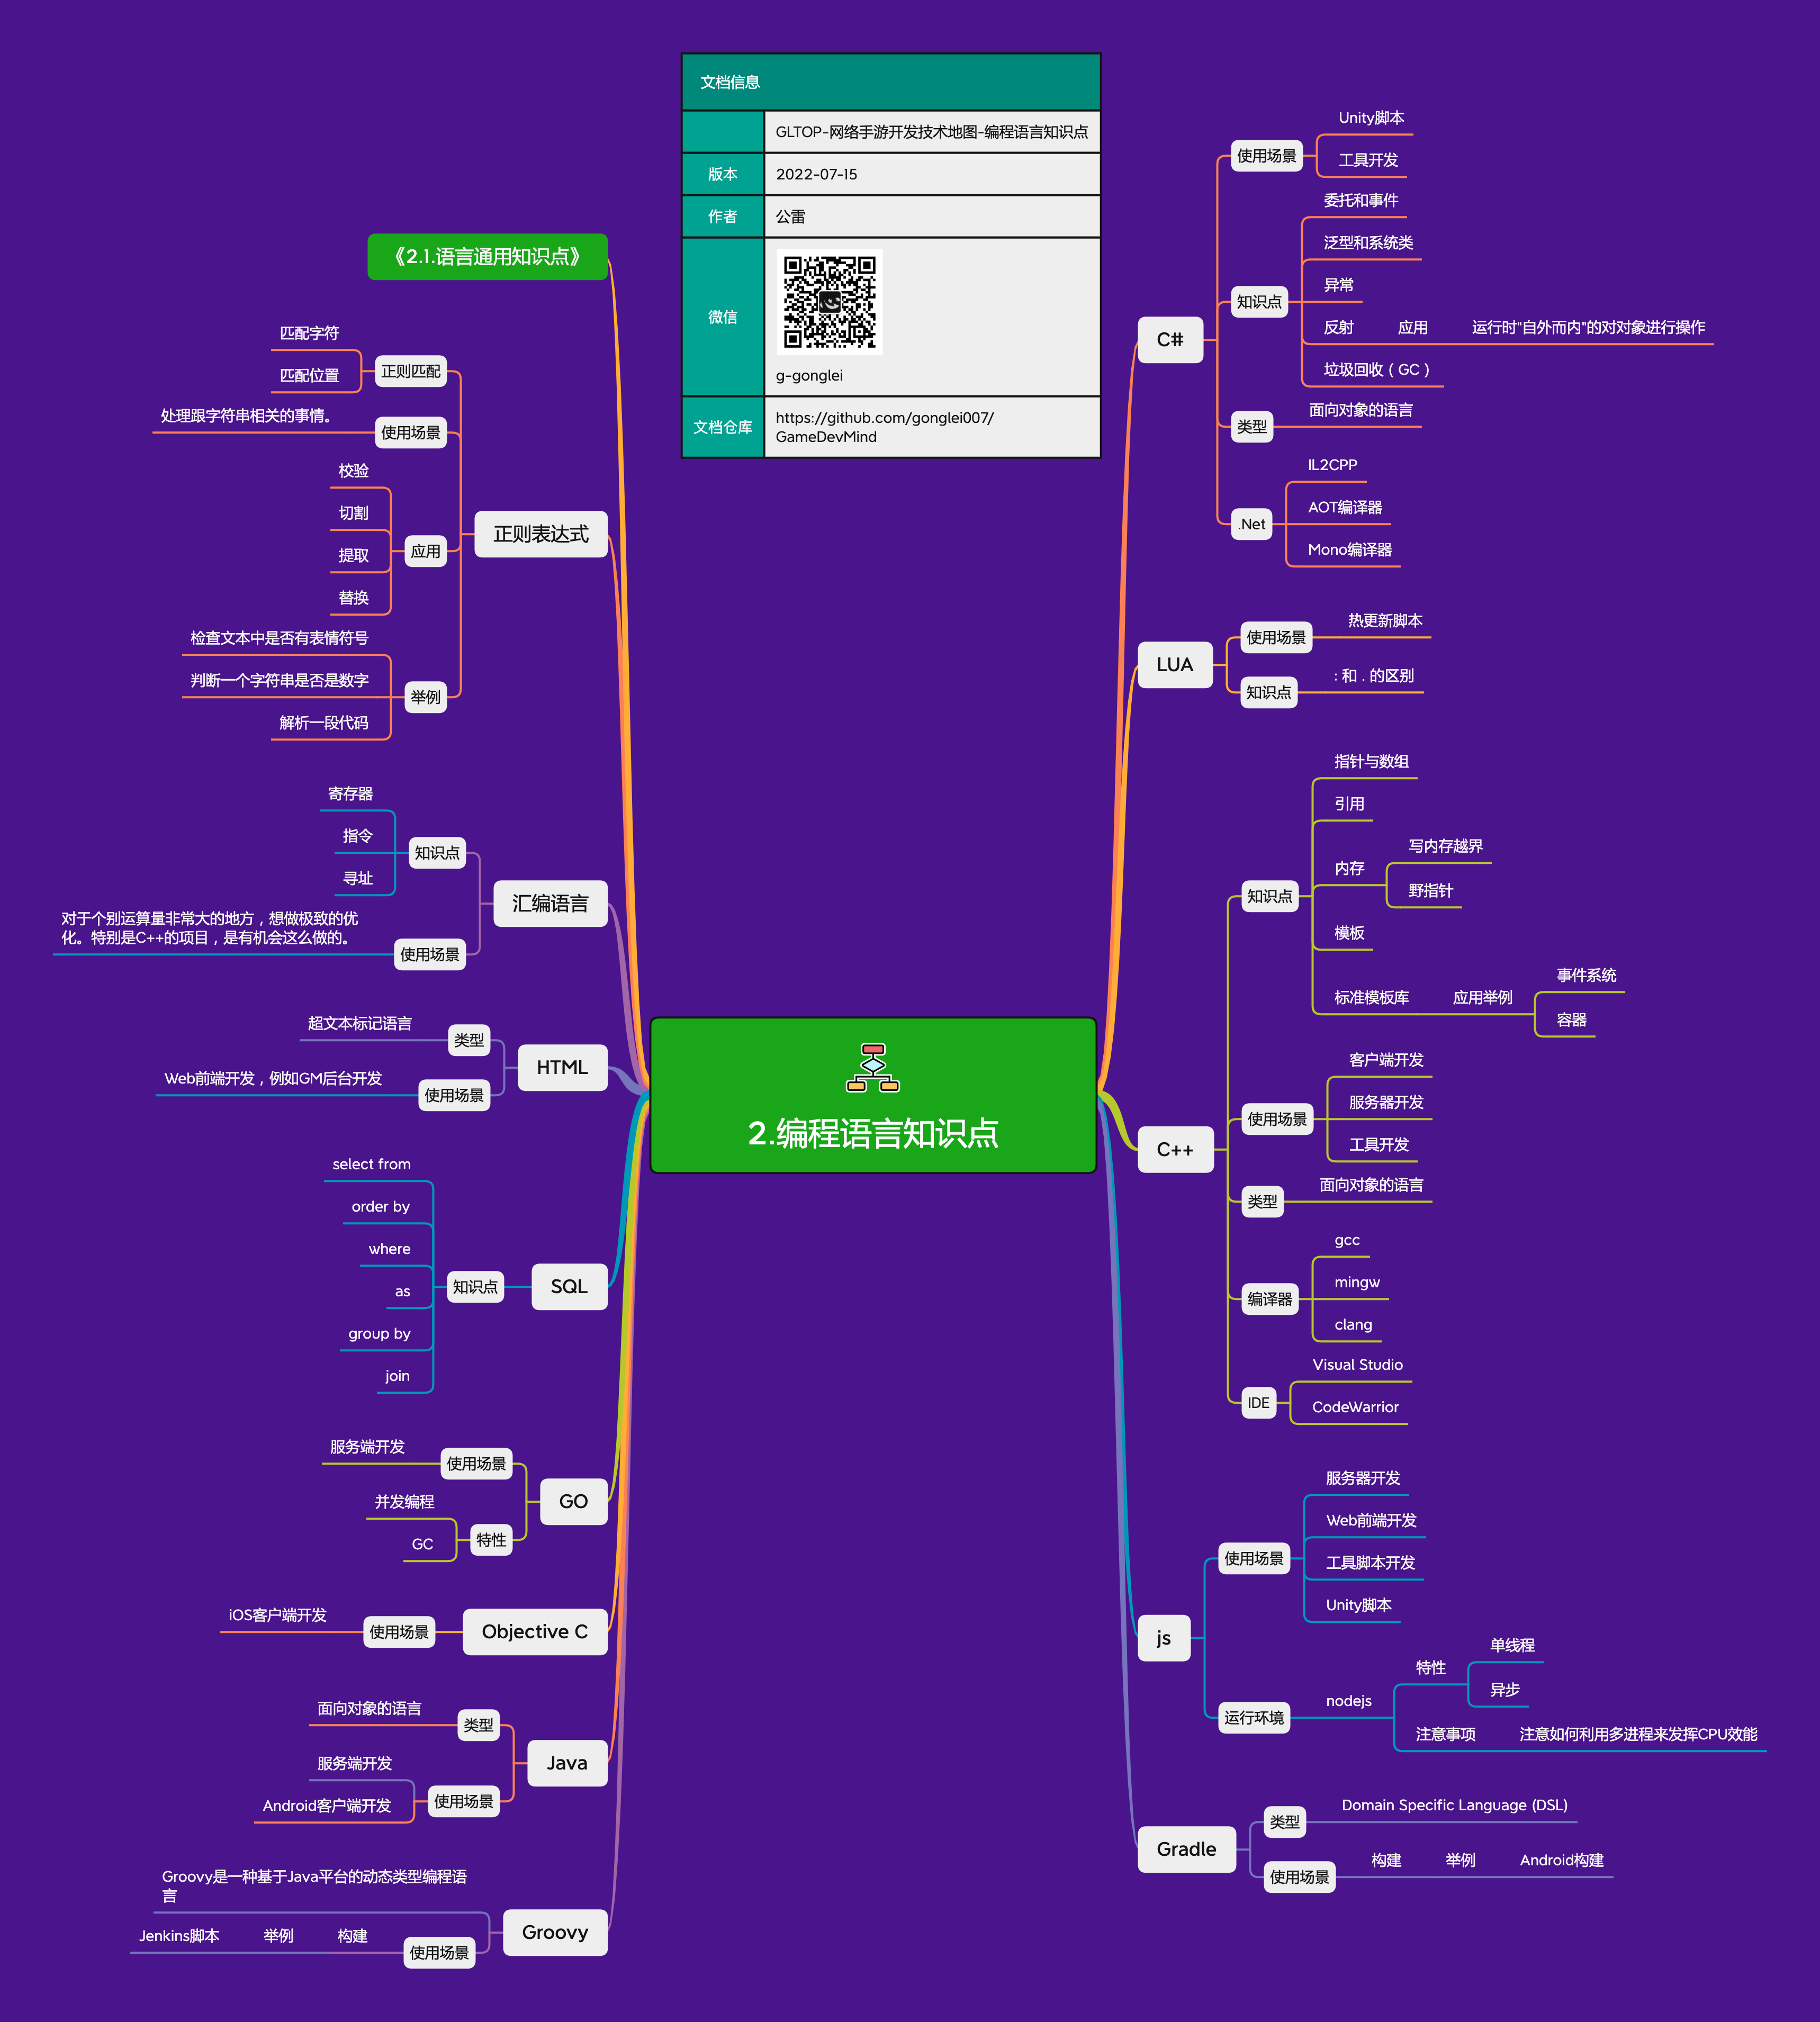 文档信息
GLTOP-网络手游开发技术地图-编程语言知识点
版本
2022-07-15
作者
公雷
微信
g-gonglei
文档仓库
https://github.com/gonglei007/
GameDevMind
2.编程语言知识点
C#
使用场景
Unity脚本
工具开发
知识点
委托和事件
泛型和系统类
异常
反射
应用
运行时"自外而内"的对对象进行操作
垃圾回收（GC）
类型
面向对象的语言
.Net
IL2CPP
AOT编译器
Mono编译器
LUA
使用场景
热更新脚本
知识点
: 和 . 的区别
C++
知识点
指针与数组
引用
内存
写内存越界
野指针
模板
标准模板库
应用举例
事件系统
容器
使用场景
客户端开发
服务器开发
工具开发
类型
面向对象的语言
编译器
gcc
mingw
clang
IDE
Visual Studio
CodeWarrior
js
使用场景
服务器开发
Web前端开发
工具脚本开发
Unity脚本
运行环境
nodejs
特性
单线程
异步
注意事项
注意如何利用多进程来发挥CPU效能
Gradle
类型
Domain Specific Language (DSL)
使用场景
构建
举例
Android构建
《2.1.语言通用知识点》
正则表达式
正则匹配
匹配字符
匹配位置
使用场景
处理跟字符串相关的事情。
应用
校验
切割
提取
替换
举例
检查文本中是否有表情符号
判断一个字符串是否是数字
解析一段代码
汇编语言
知识点
寄存器
指令
寻址
使用场景
对于个别运算量非常大的地方，想做极致的优
化。特别是C++的项目，是有机会这么做的。
HTML
类型
超文本标记语言
使用场景
Web前端开发，例如GM后台开发
SQL
知识点
select from
order by
where
as
group by
join
GO
使用场景
服务端开发
特性
并发编程
GC
Objective C
使用场景
iOS客户端开发
Java
类型
面向对象的语言
使用场景
服务端开发
Android客户端开发
Groovy
Groovy是一种基于Java平台的动态类型编程语
言
使用场景
构建
举例
Jenkins脚本